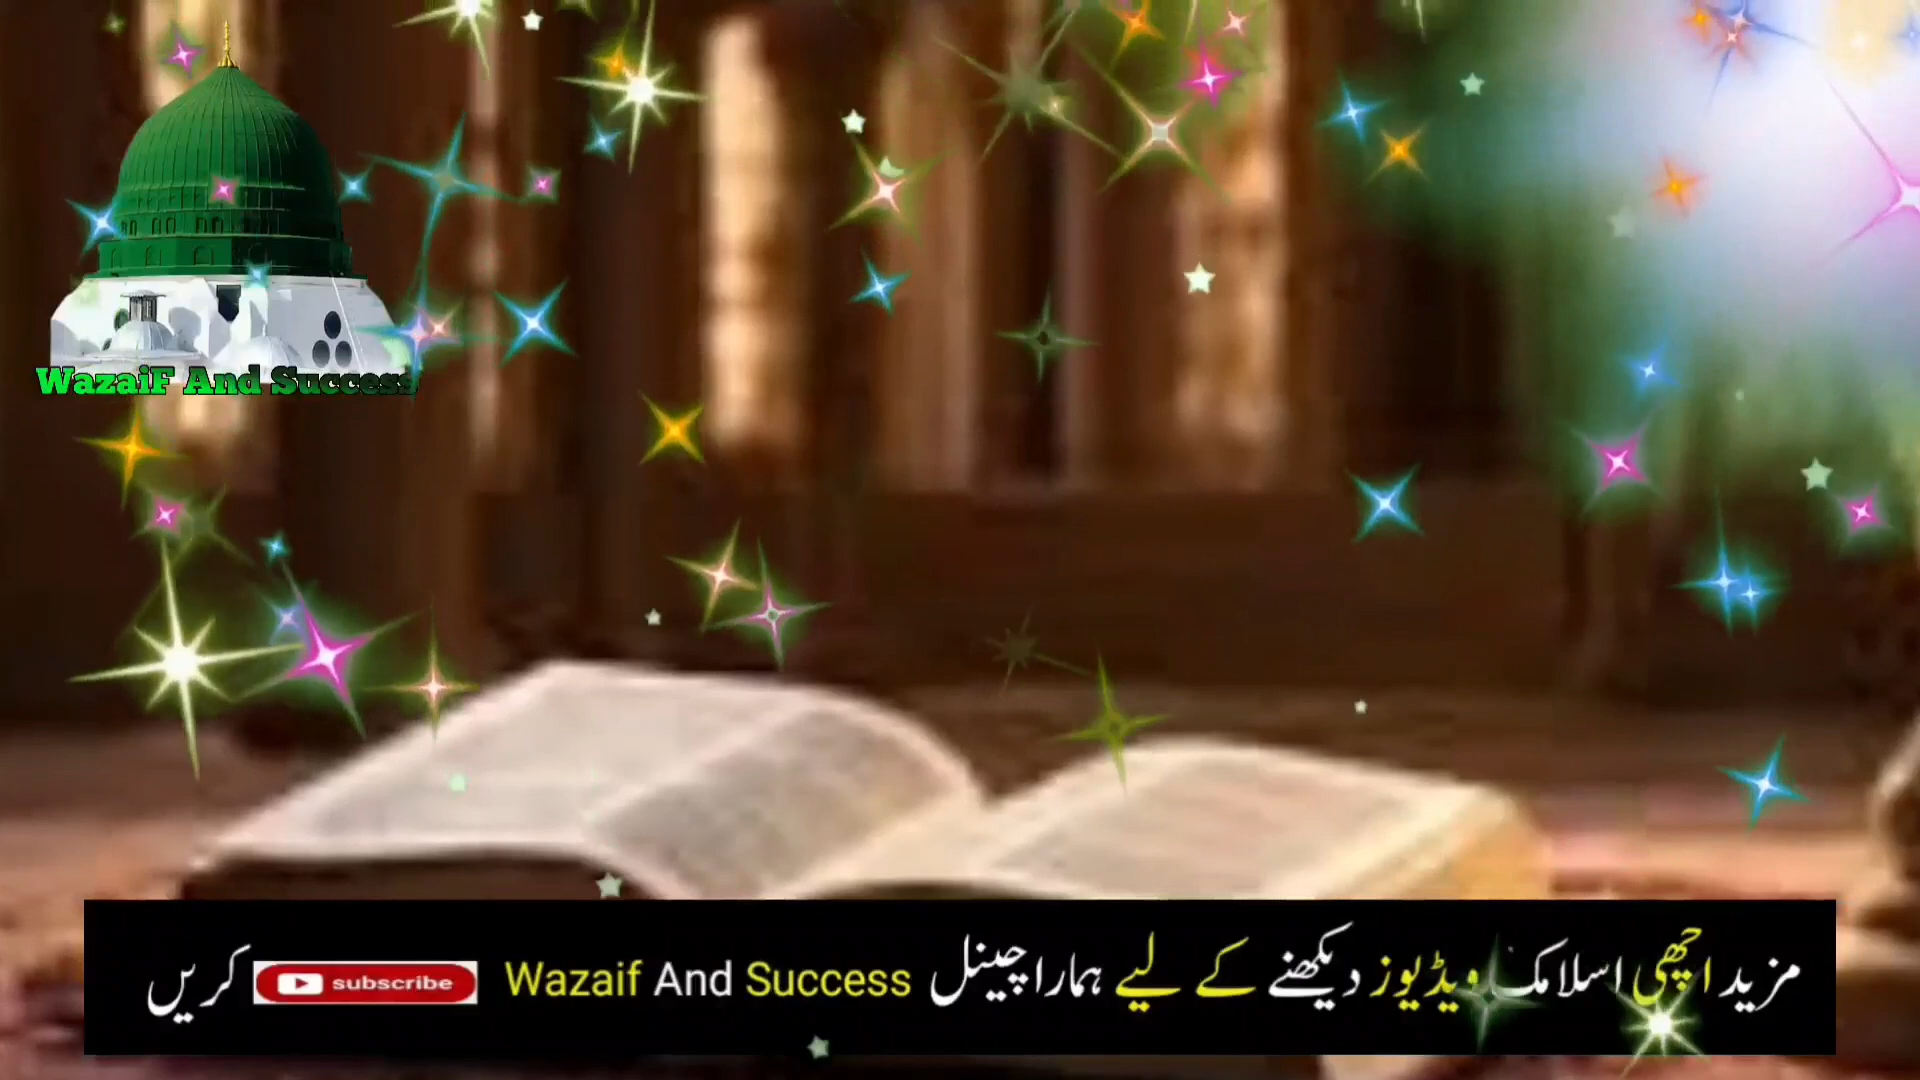 WazaiF And Success
مزید اچھی اسلامک ویڈیوز دیکھنے کے لیے ہمارا چینل Wazaif And Success subscribe کریں